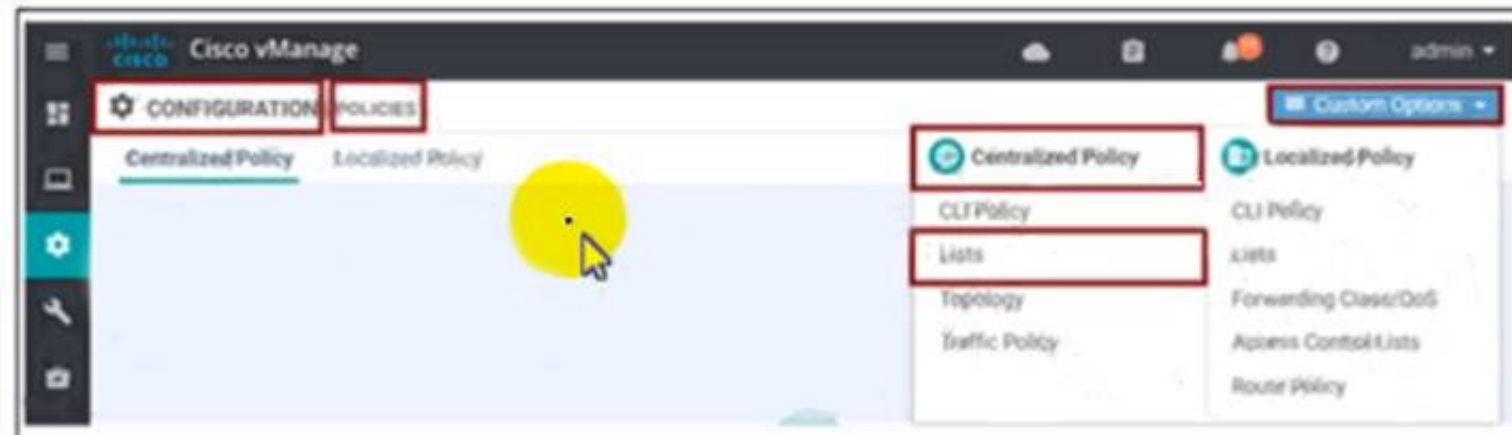 CISCO Cisco vManage admin
CONFIGURATION POLICIES Custom Options
Centralized Policy Localized Policy
Centralized Policy
CLI Policy
Lists
Topology
Traffic Policy
Localized Policy
CLI Policy
Lists
Forwarding Class/QoS
Access Control Lists
Route Policy